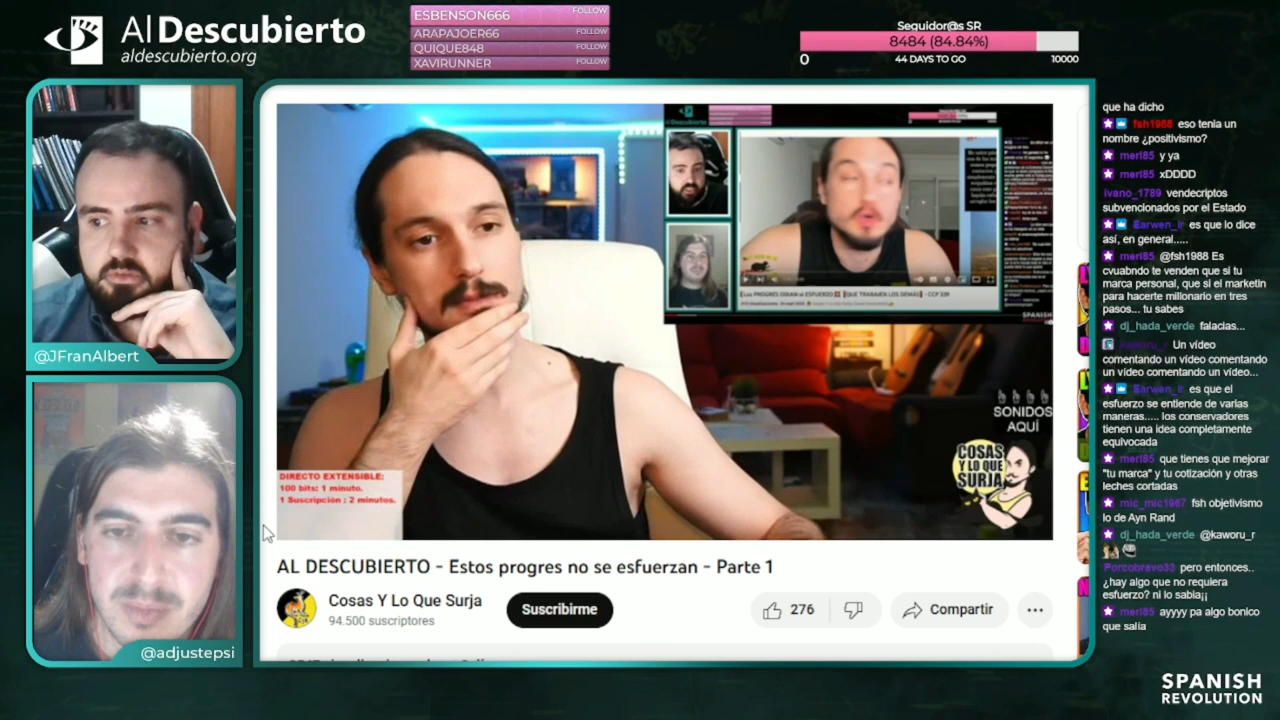 Al Descubierto
aldescubierto.org
ESBENSON666 FOLLOW
ARAPAJOER66 FOLLOW
QUIQUE848 FOLLOW
XAVIRUNNER FOLLOW
Seguidor@s SR
8484 (84.84%)
0 44 DAYS TO GO 10000
@JFranAlbert
@adjustepsi
Descubierto
SPANISH
SONIDOS
AQUÍ
COSAS
Y LO QUE
SURJA
DIRECTO EXTENSIBLE:
100 bits: 1 minuto.
1 Suscripción : 2 minutos.
AL DESCUBIERTO - Estos progres no se esfuerzan - Parte 1
Cosas Y Lo Que Surja
94.500 suscriptores
Suscribirme
276
Compartir
que ha dicho
fsh1988 eso tenia un
nombre ¿positivismo?
meri85 y ya
meri85 xDDDD
ivano_1789 vendecriptos
subvencionados por el Estado
Earwen_ir es que lo dice
así, en general.....
meri85 @fsh1988 Es
cvuabndo te venden que si tu
marca personal, que si el marketin
para hacerte millonario en tres
pasos... tu sabes
dj_hada_verde falacias...
kaworu_r Un vídeo
comentando un vídeo comentando
un vídeo comentando un vídeo...
Earwen_ir es que el
esfuerzo se entiende de varias
maneras..... los conservadores
tienen una idea completamente
equivocada
meri85 que tienes que mejorar
"tu marca" y tu cotización y otras
leches cortadas
mic_mic1987 fsh objetivismo
lo de Ayn Rand
dj_hada_verde @kaworu_r
Porcobravo33 pero entonces..
¿hay algo que no requiera
esfuerzo? ni lo sabia¡¡
meri85 ayyyy pa algo bonico
que salía
SPANISH
REVOLUTION